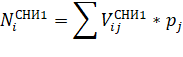 N_i^{СНИ1} = ∑ V_{ij}^{СНИ1} * p_j